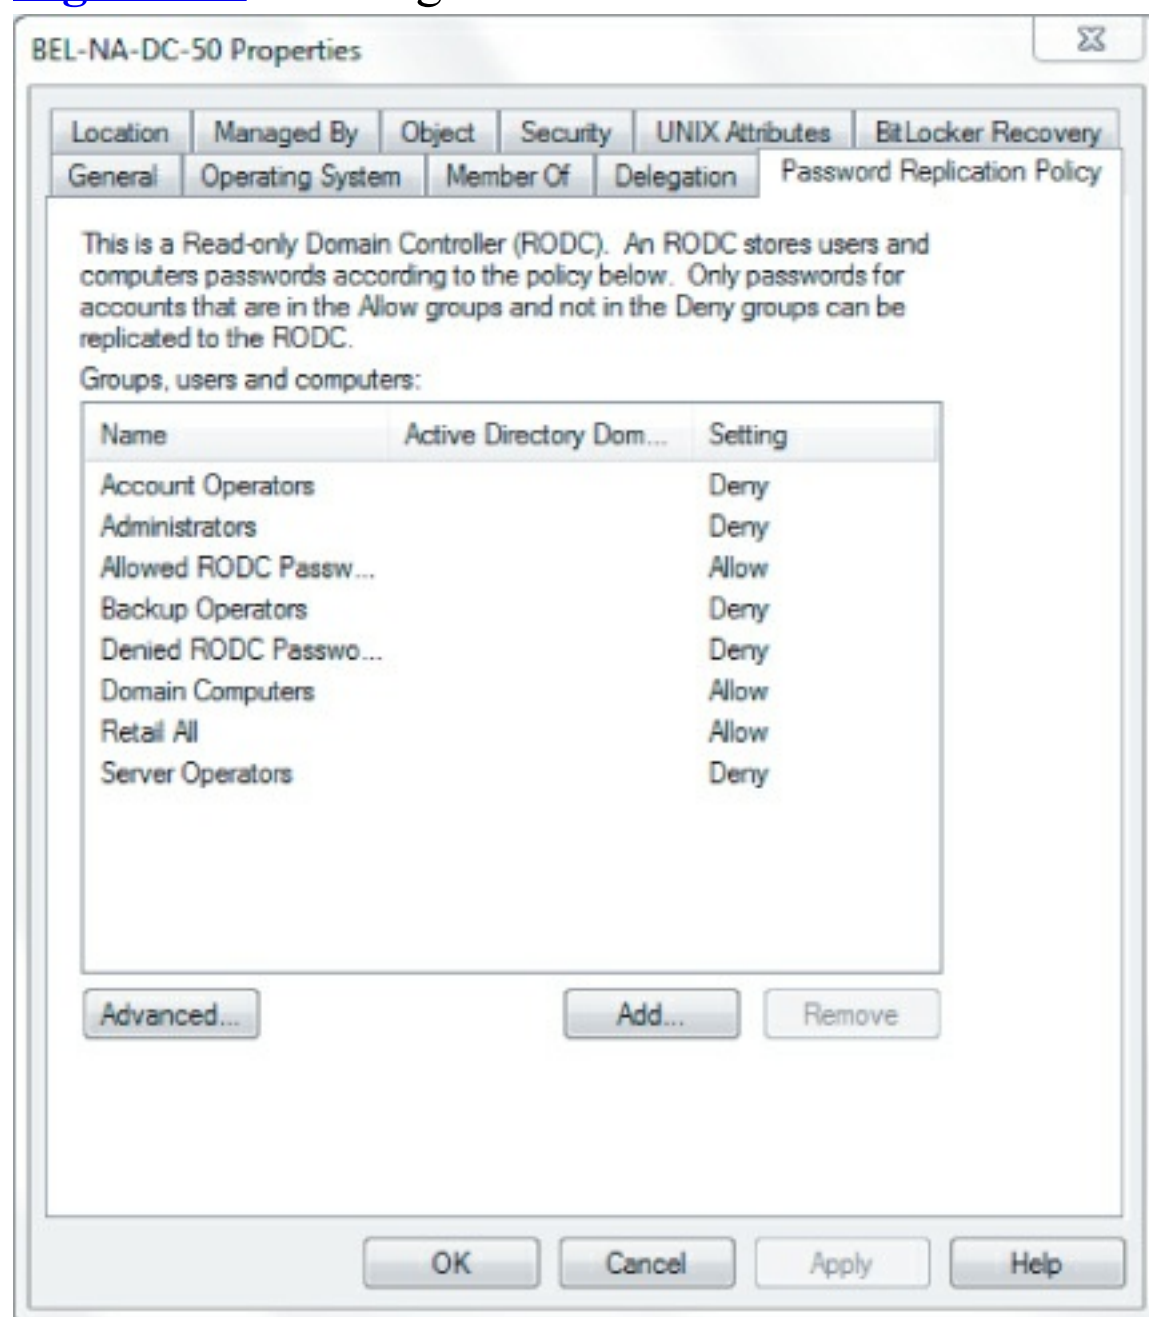 BEL-NA-DC-50 Properties
Location Managed By Object Security UNIX Attributes BitLocker Recovery
General Operating System Member Of Delegation Password Replication Policy
This is a Read-only Domain Controller (RODC). An RODC stores users and
computers passwords according to the policy below. Only passwords for
accounts that are in the Allow groups and not in the Deny groups can be
replicated to the RODC.
Groups, users and computers:
Name Active Directory Dom... Setting
Account Operators Deny
Administrators Deny
Allowed RODC Passw... Allow
Backup Operators Deny
Denied RODC Passwo... Deny
Domain Computers Allow
Retail All Allow
Server Operators Deny
Advanced... Add... Remove
OK Cancel Apply Help